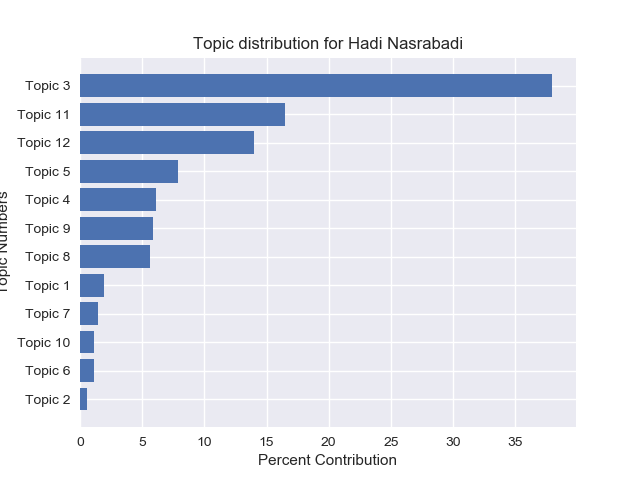 Topic distribution for Hadi Nasrabadi
Topic Numbers
Topic 3
Topic 11
Topic 12
Topic 5
Topic 4
Topic 9
Topic 8
Topic 1
Topic 7
Topic 10
Topic 6
Topic 2
0 5 10 15 20 25 30 35
Percent Contribution